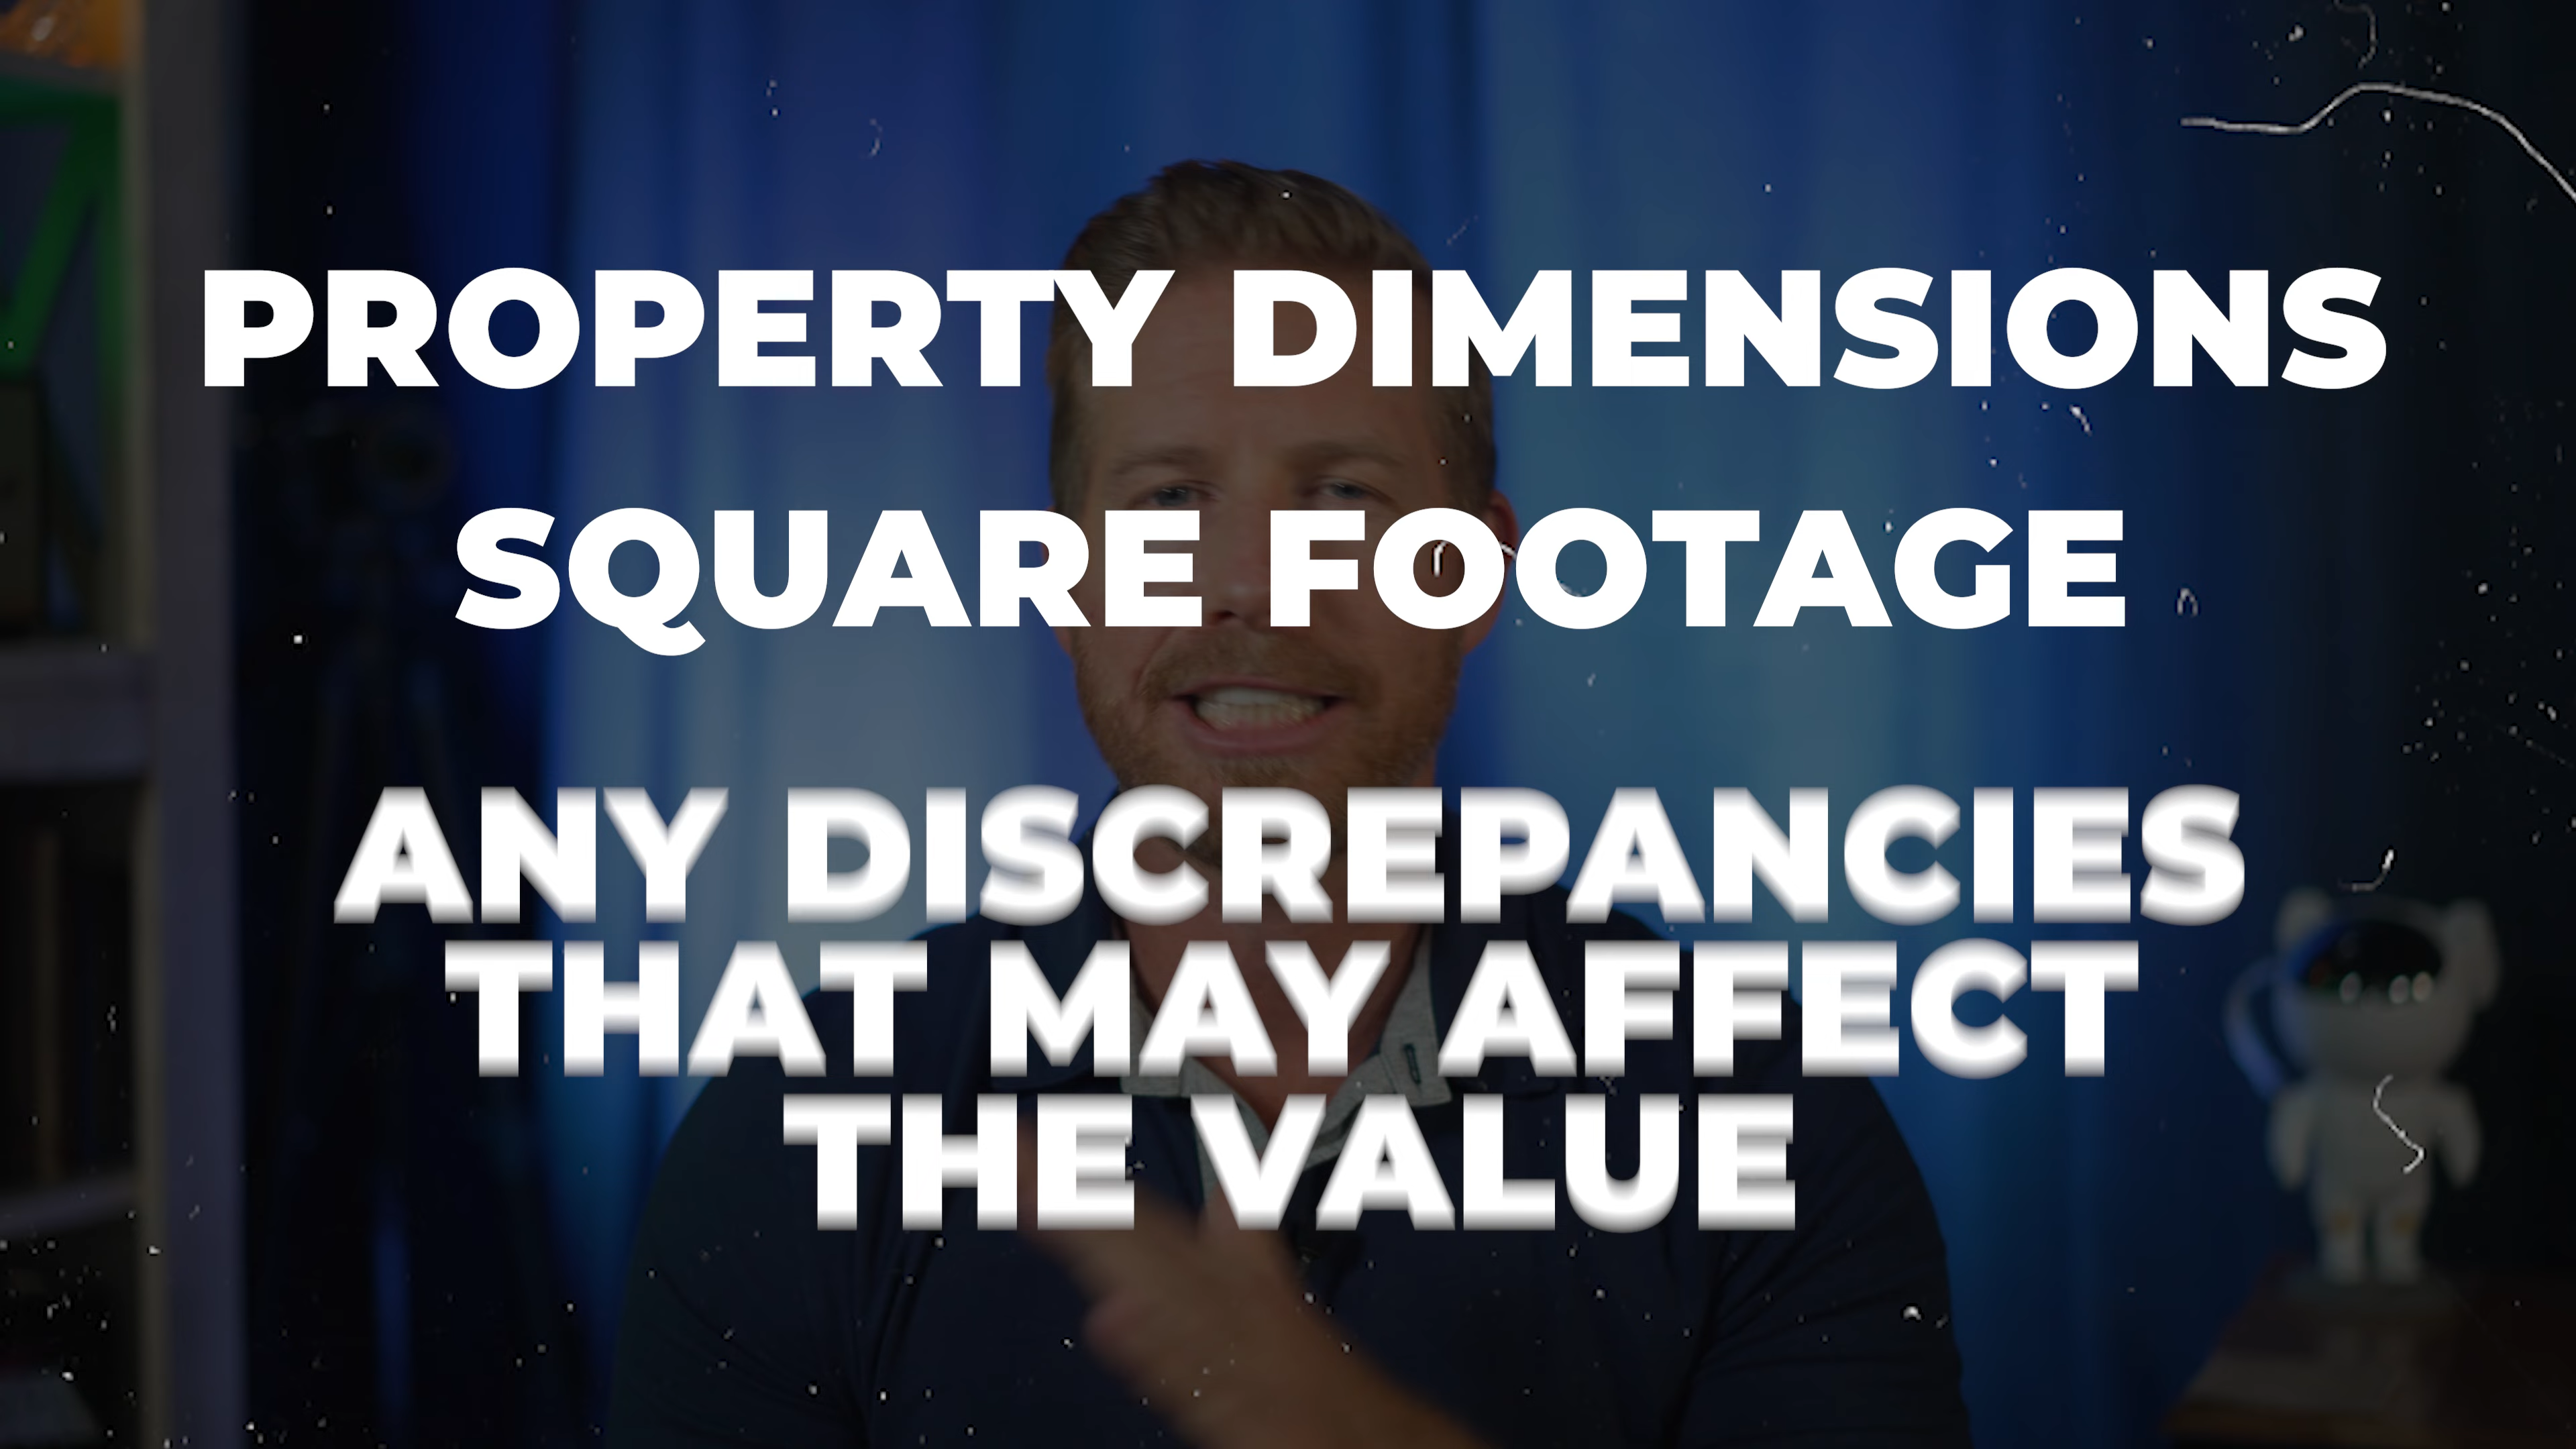 PROPERTY DIMENSIONS
SQUARE FOOTAGE
ANY DISCREPANCIES
THAT MAY AFFECT
THE VALUE